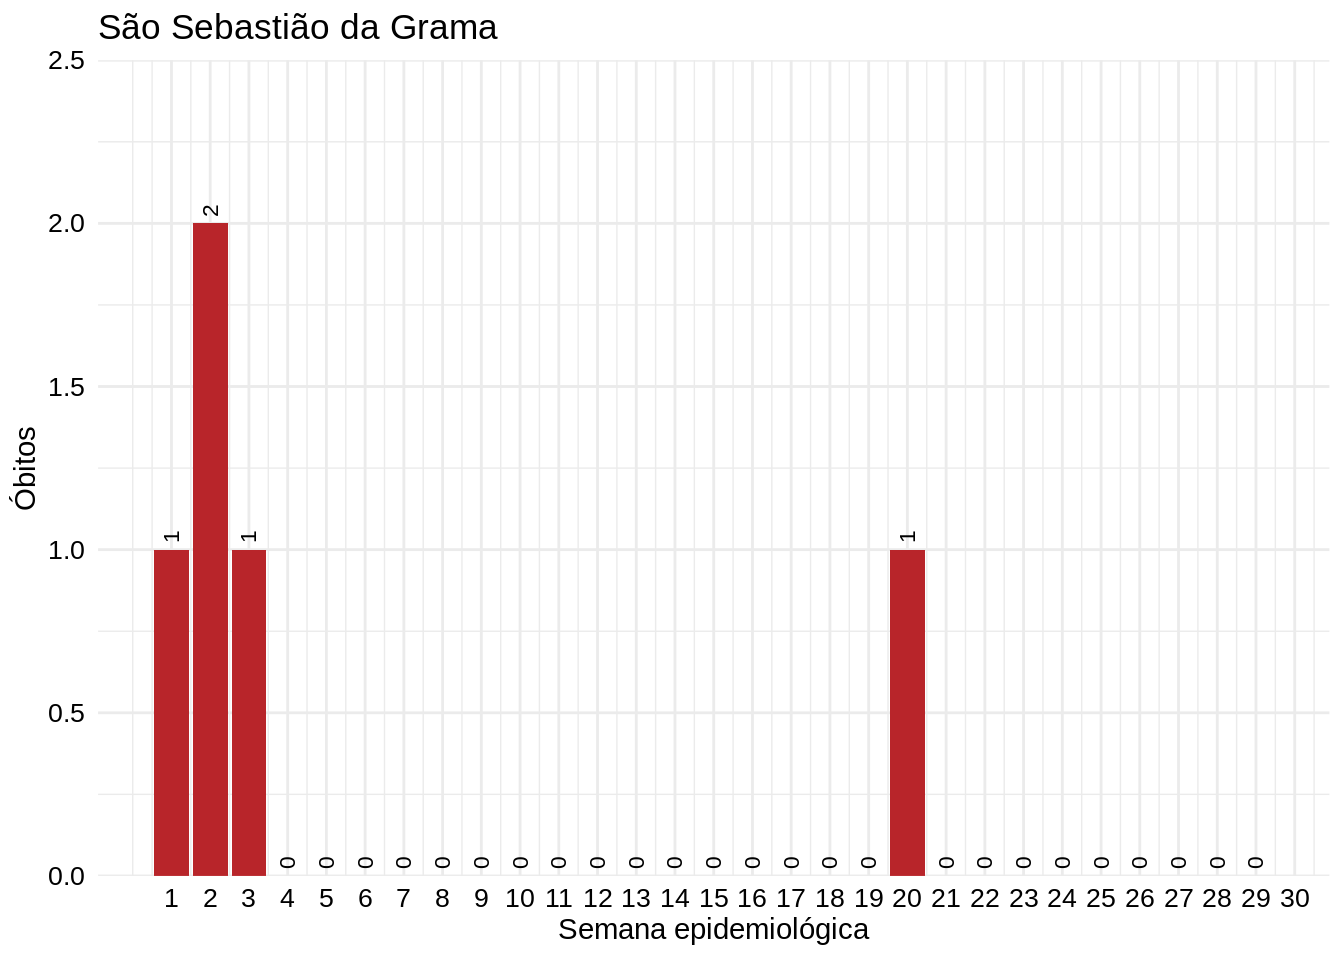 São Sebastião da Grama
2.5
2.0
1.5
1.0
0.5
0.0
Óbitos
1 2 1 0 0 0 0 0 0 0 0 0 0 0 0 0 0 0 0 1 0 0 0 0 0 0 0 0 0
1 2 3 4 5 6 7 8 9 10 11 12 13 14 15 16 17 18 19 20 21 22 23 24 25 26 27 28 29 30
Semana epidemiológica